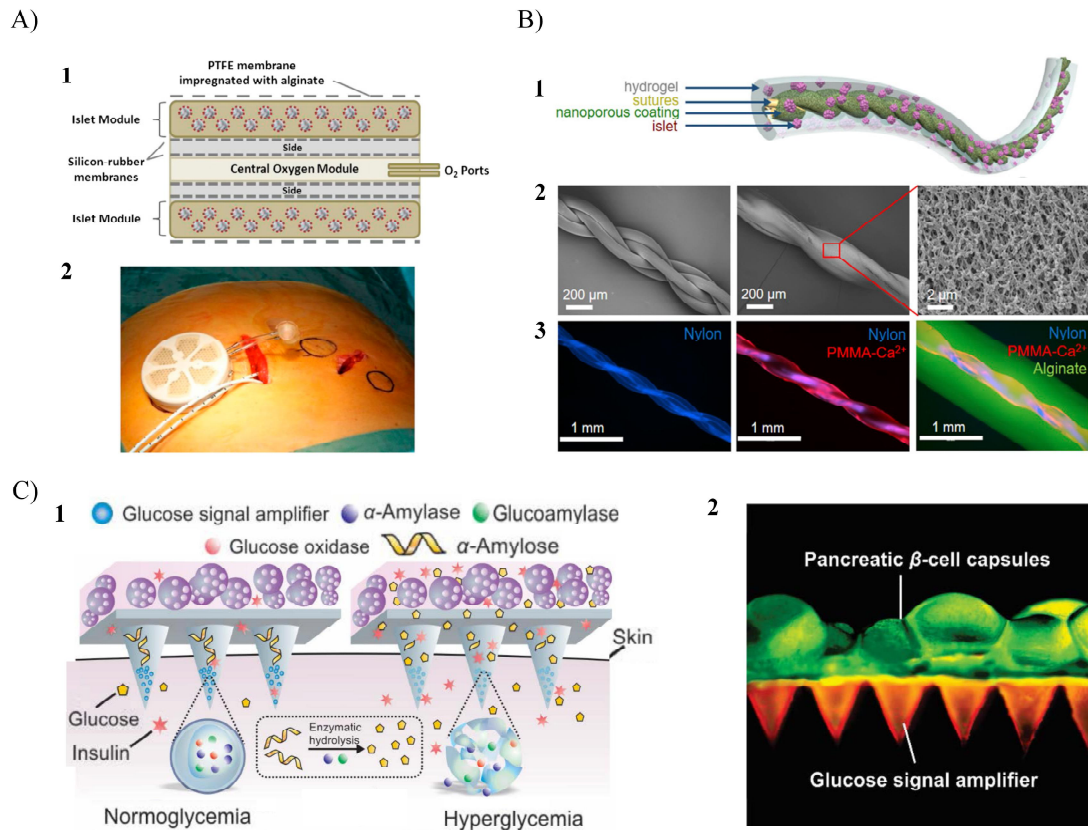 A)
1
PTFE membrane
impregnated with alginate
Islet Module
Side
Silicon-rubber
membranes
Central Oxygen Module
O₂ Ports
Side
Islet Module
2
B)
1
hydrogel
sutures
nanoporous coating
islet
2
200 µm
200 µm
2 µm
3
Nylon
1 mm
Nylon
PMMA-Ca²⁺
1 mm
Nylon
PMMA-Ca²⁺
Alginate
1 mm
C)
1
Glucose signal amplifier
α-Amylase
Glucoamylase
Glucose oxidase
α-Amylose
Skin
Glucose
Insulin
Enzymatic
hydrolysis
Normoglycemia
Hyperglycemia
2
Pancreatic β-cell capsules
Glucose signal amplifier